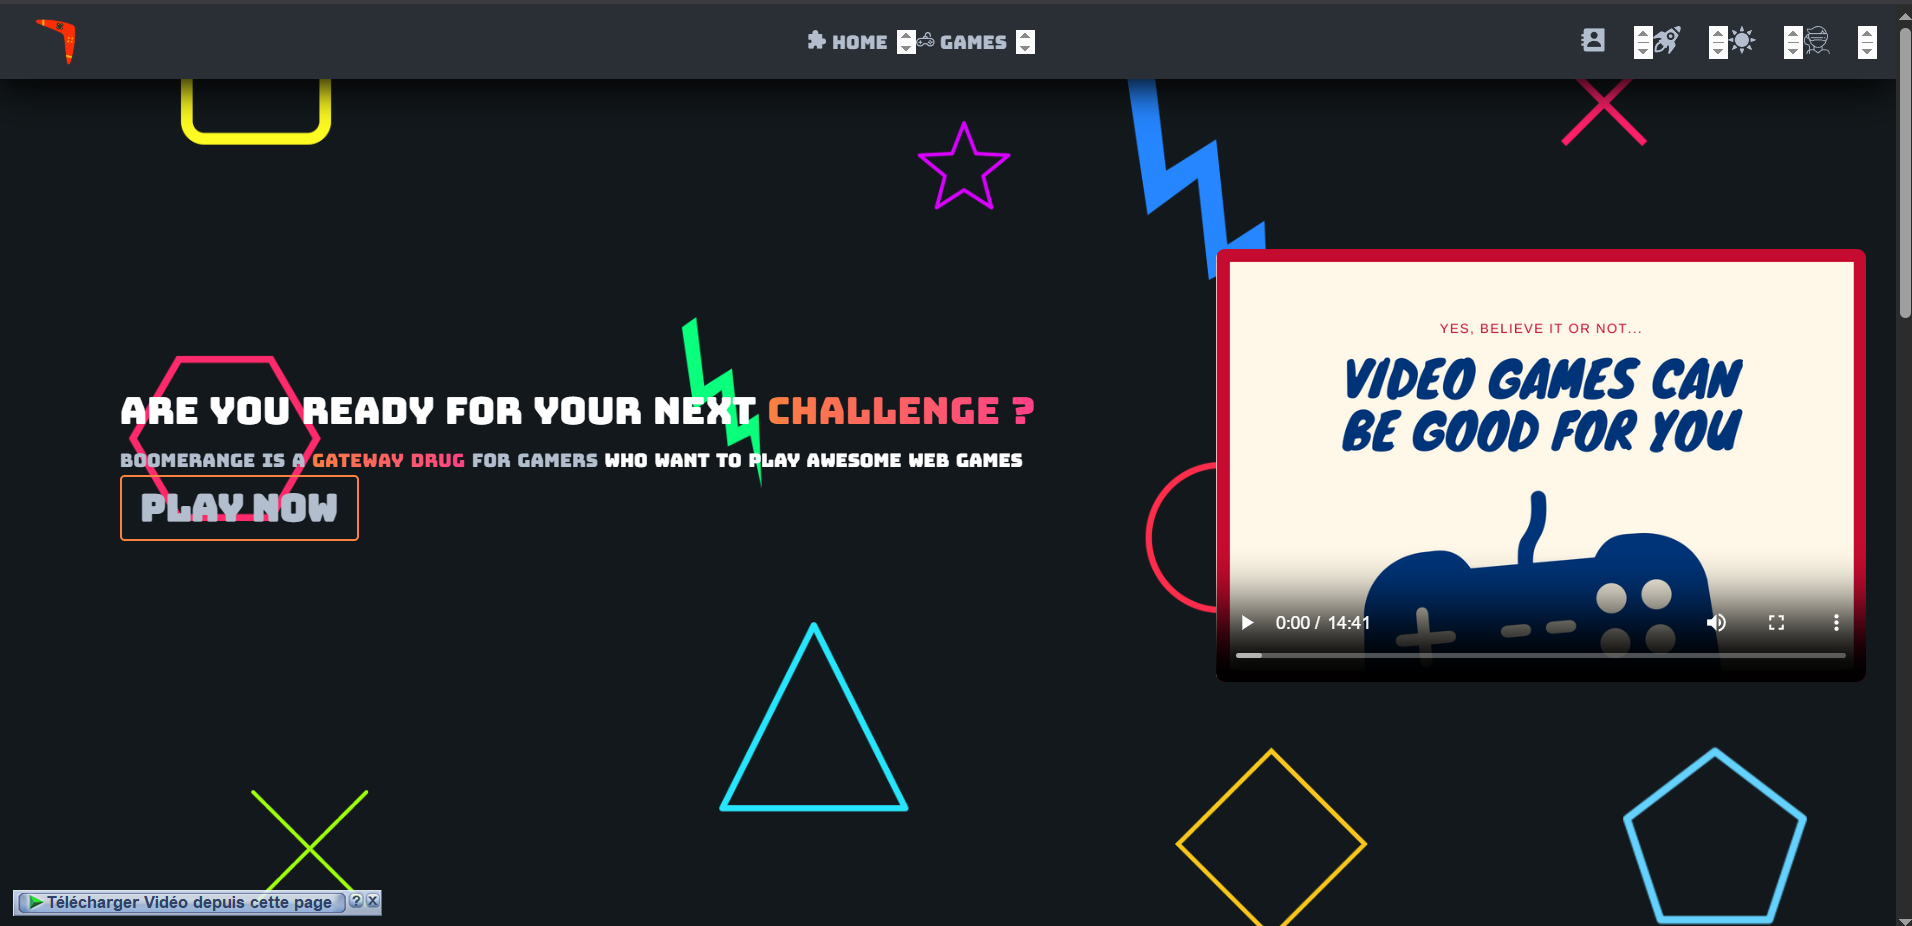 HOME GAMES
YES, BELIEVE IT OR NOT...
VIDEO GAMES CAN
BE GOOD FOR YOU
ARE YOU READY FOR YOUR NEXT CHALLENGE ?
BOOMERANGE IS A GATEWAY DRUG FOR GAMERS WHO WANT TO PLAY AWESOME WEB GAMES
PLAY NOW
0:00 / 14:41
Télécharger Vidéo depuis cette page ? X